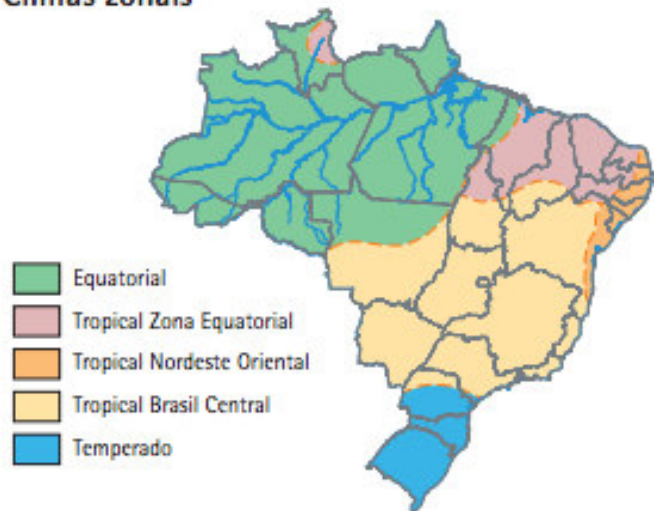 Climas zonais
Equatorial
Tropical Zona Equatorial
Tropical Nordeste Oriental
Tropical Brasil Central
Temperado